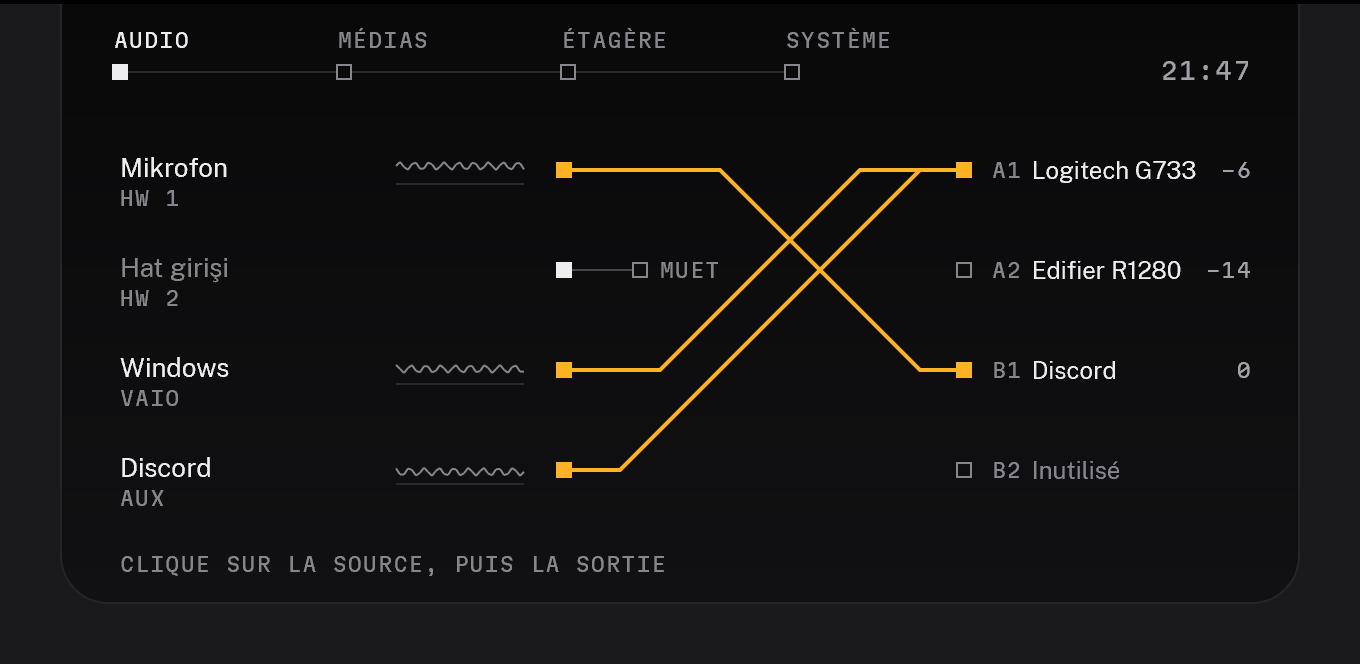 AUDIO MÉDIAS ÉTAGÈRE SYSTÈME
21:47
Mikrofon A1 Logitech G733 −6
HW 1
Hat girişi MUET A2 Edifier R1280 −14
HW 2
Windows B1 Discord 0
VAIO
Discord B2 Inutilisé
AUX
CLIQUE SUR LA SOURCE, PUIS LA SORTIE